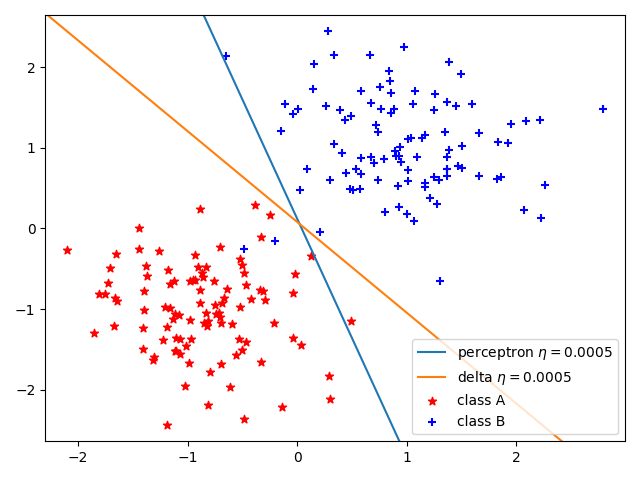 2
1
0
−1
−2
−2
−1
0
1
2
perceptron η = 0.0005
delta η = 0.0005
class A
class B